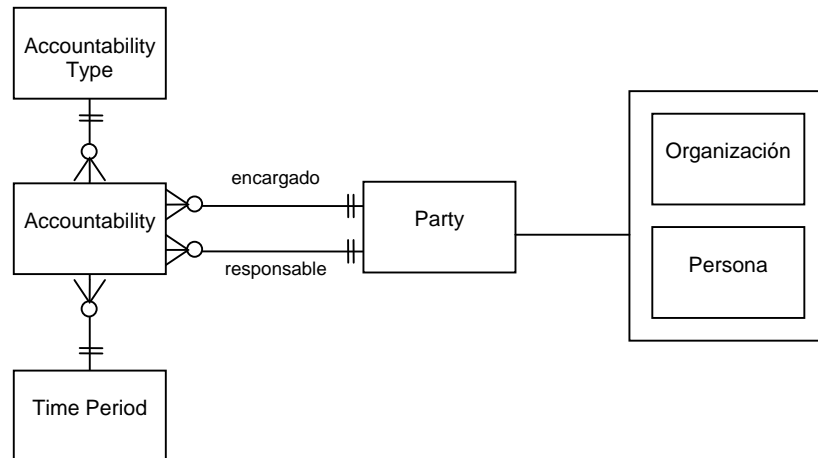 Accountability
Type
Organización
encargado
Accountability
Party
Persona
responsable
Time Period